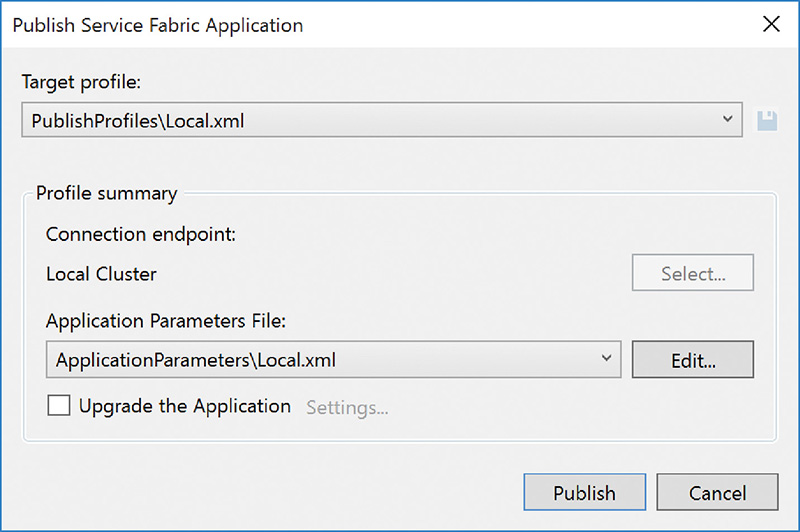 Publish Service Fabric Application
Target profile:
PublishProfiles\Local.xml
Profile summary
Connection endpoint:
Local Cluster
Select...
Application Parameters File:
ApplicationParameters\Local.xml
Edit...
Upgrade the Application Settings...
Publish
Cancel